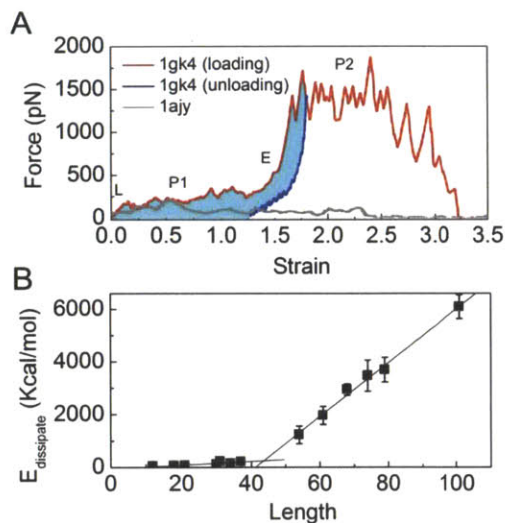 A
Force (pN)
2000
1500
1000
500
0
1gk4 (loading)
1gk4 (unloading)
1ajy
L
P1
E
P2
0.0 0.5 1.0 1.5 2.0 2.5 3.0 3.5
Strain
B
E dissipate (Kcal/mol)
6000
4000
2000
0
0 20 40 60 80 100
Length